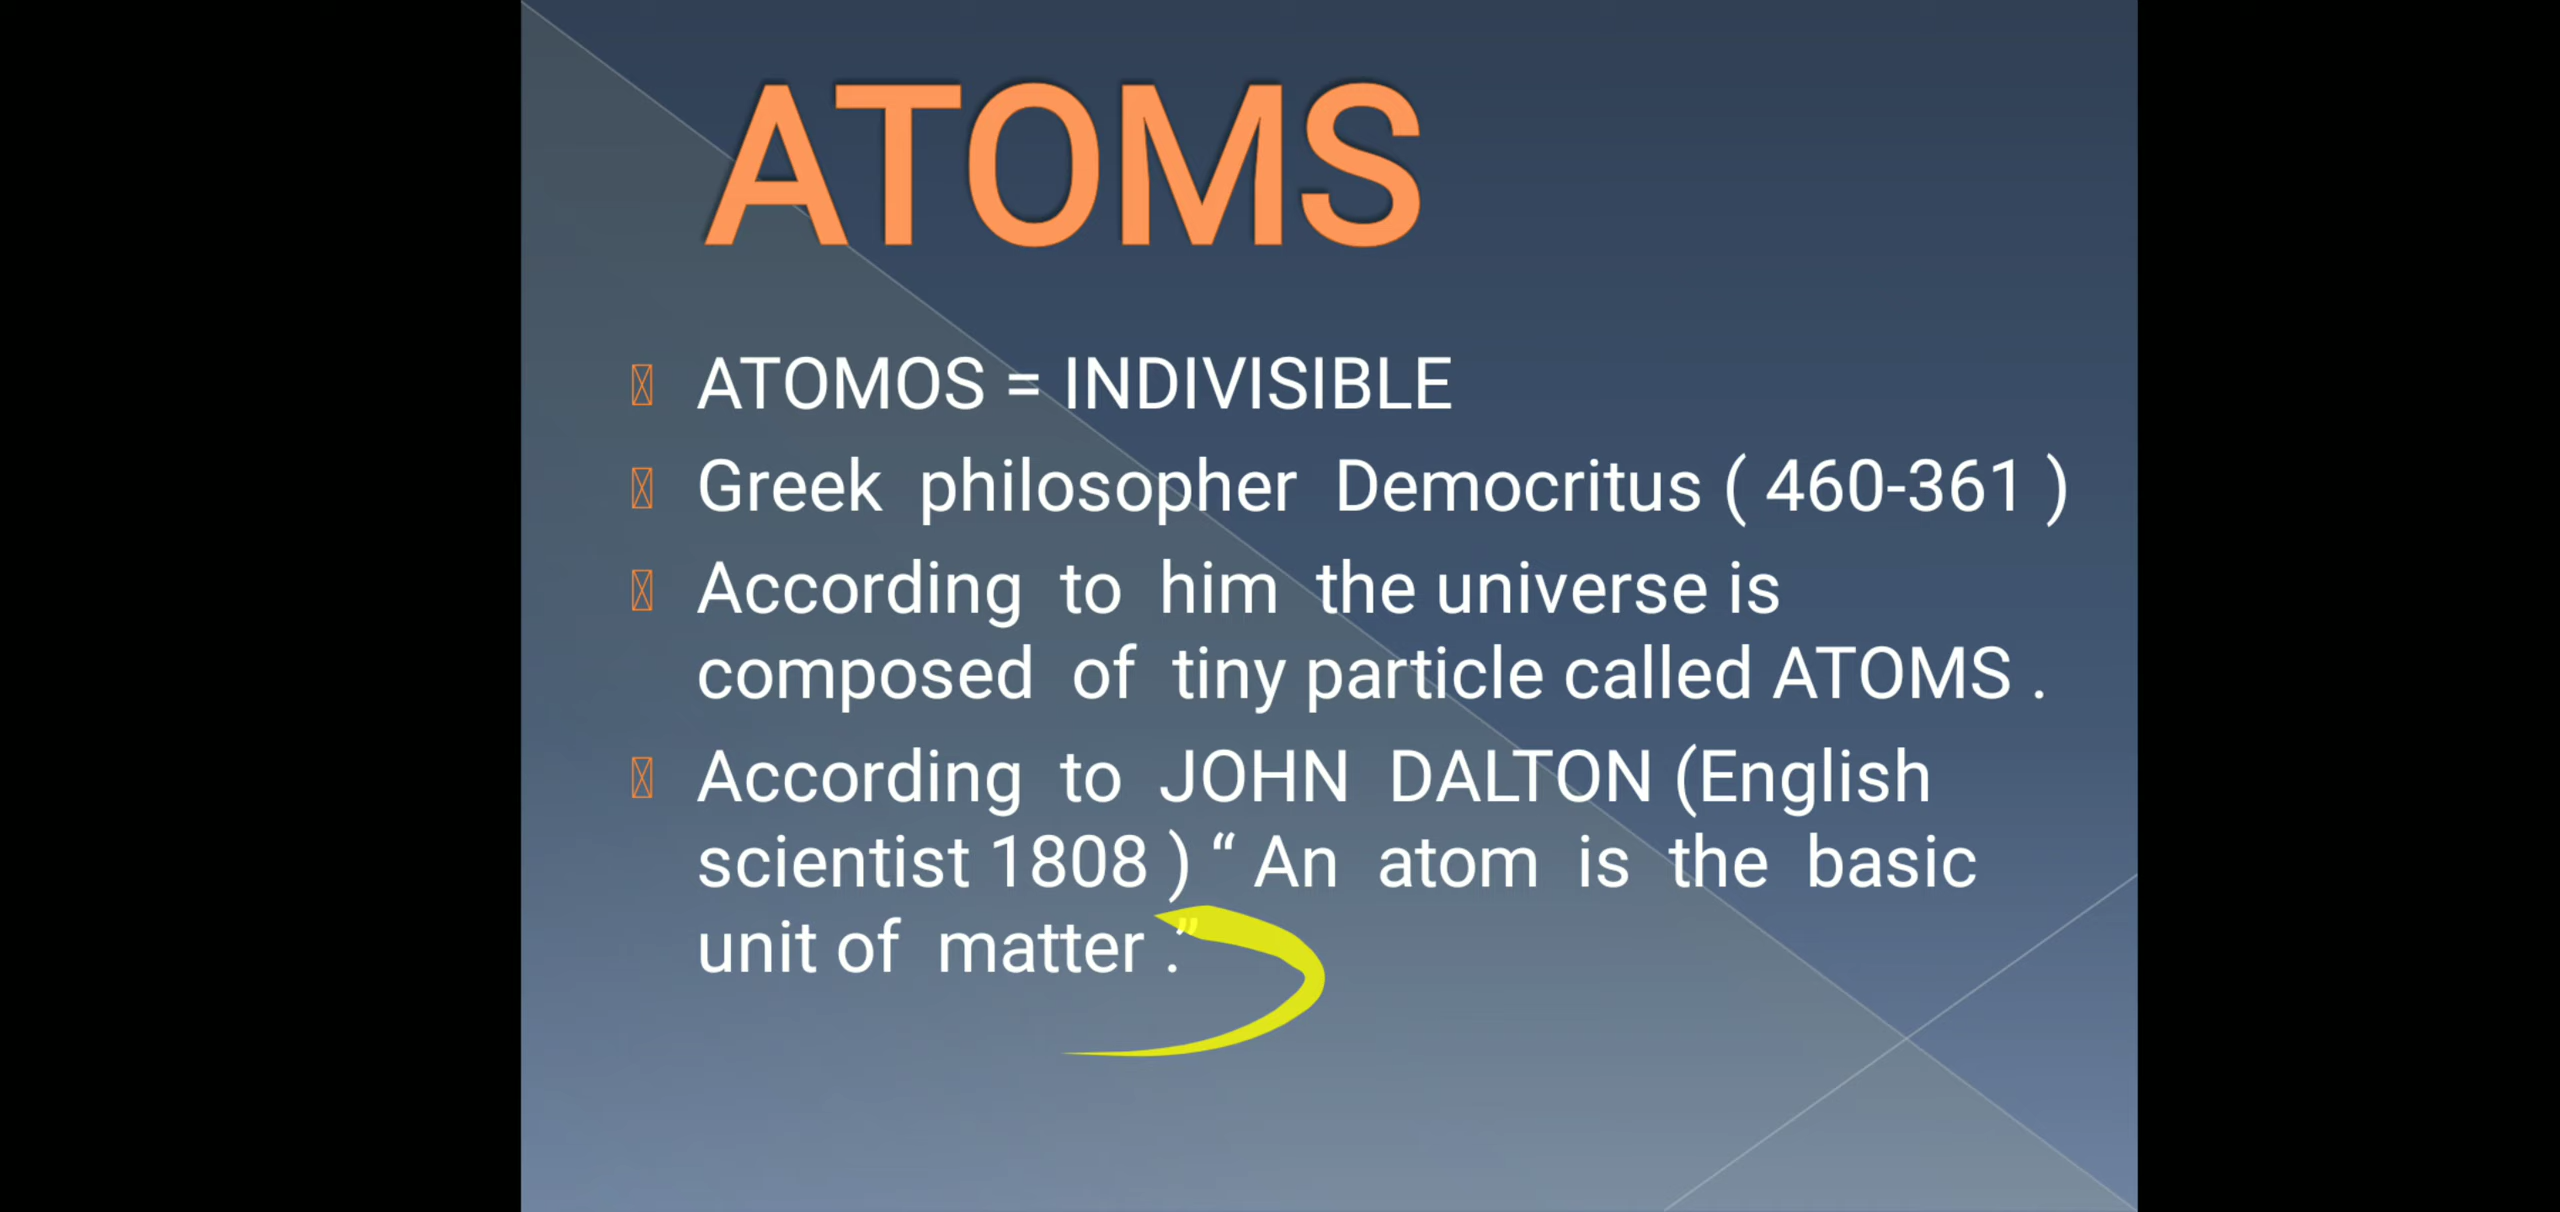 ATOMS
ATOMOS = INDIVISIBLE
Greek philosopher Democritus ( 460-361 )
According to him the universe is
composed of tiny particle called ATOMS .
According to JOHN DALTON (English
scientist 1808 ) “ An atom is the basic
unit of matter .”